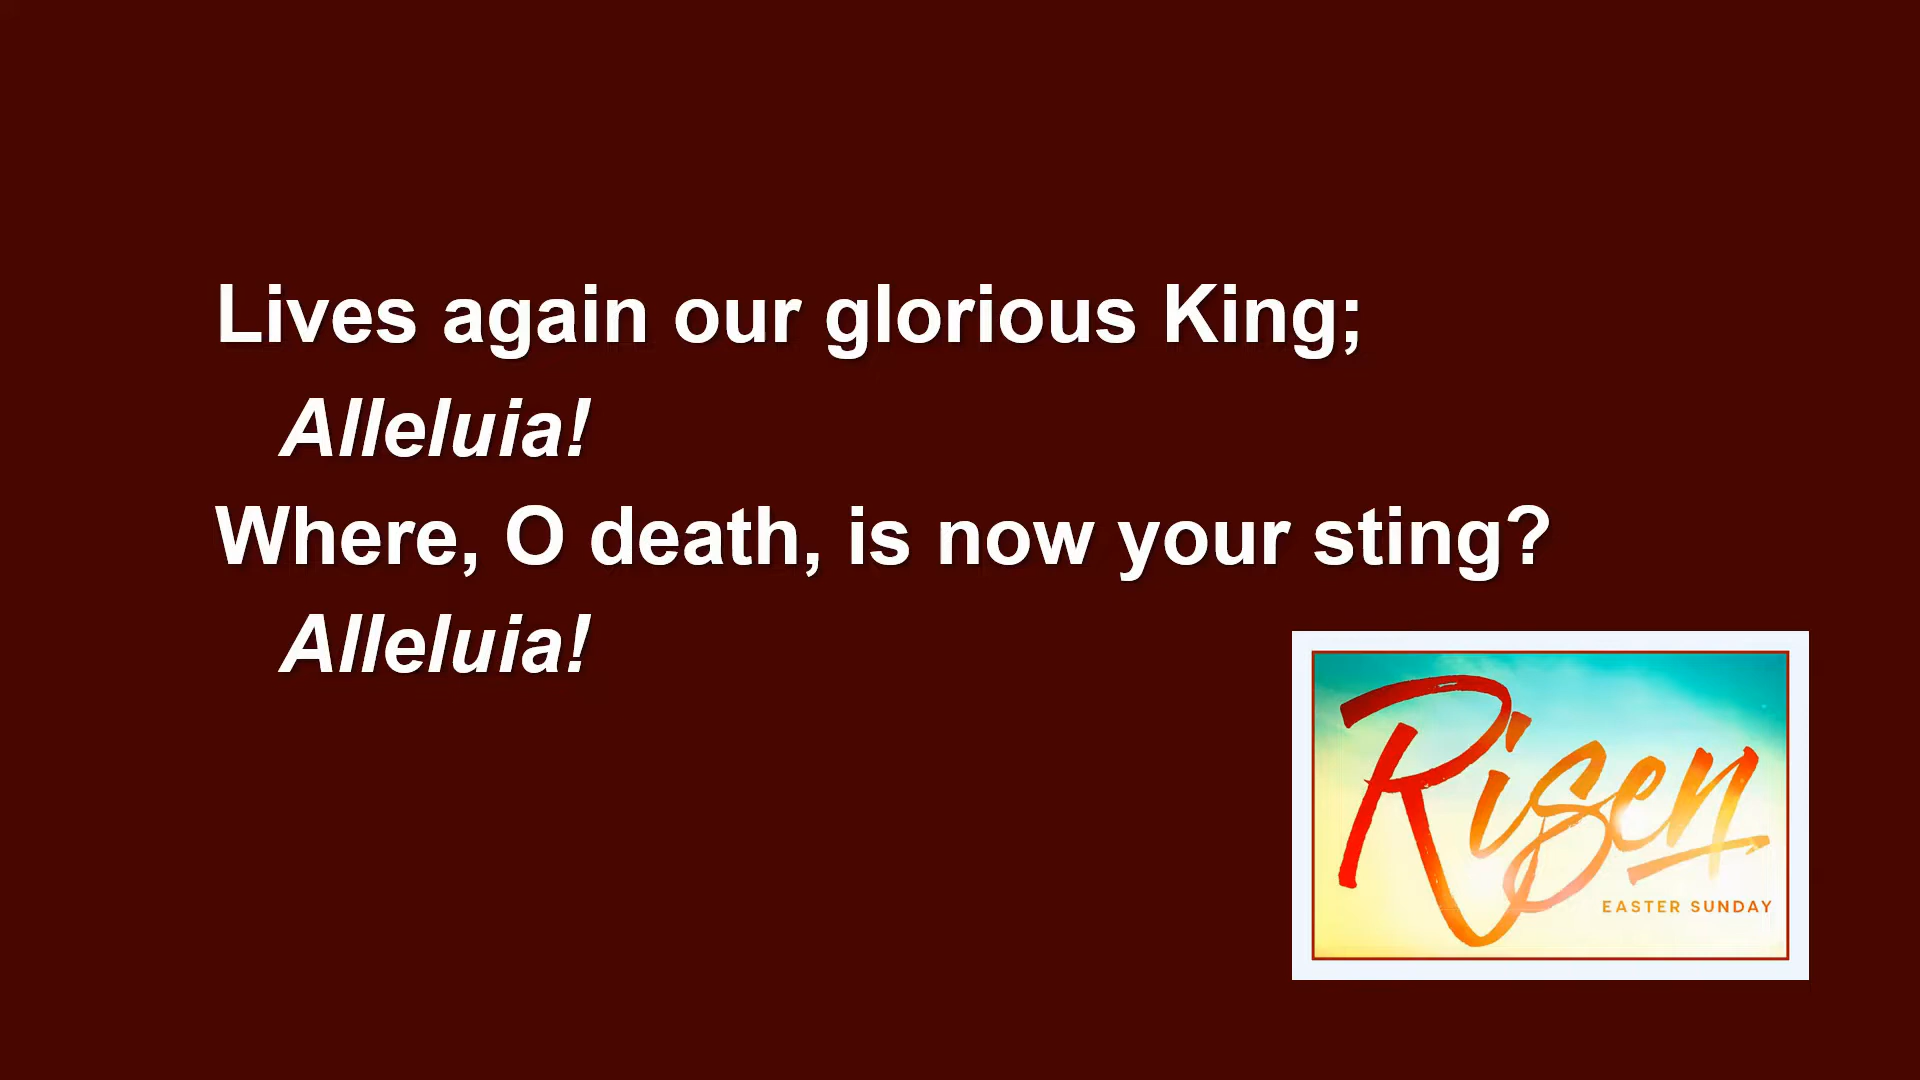 Lives again our glorious King;
Alleluia!
Where, O death, is now your sting?
Alleluia!
Risen
EASTER SUNDAY